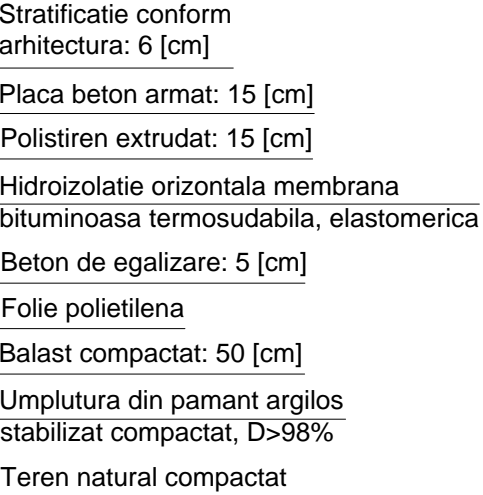 Stratificatie conform
arhitectura: 6 [cm]
Placa beton armat: 15 [cm]
Polistiren extrudat: 15 [cm]
Hidroizolatie orizontala membrana
bituminoasa termosudabila, elastomerica
Beton de egalizare: 5 [cm]
Folie polietilena
Balast compactat: 50 [cm]
Umplutura din pamant argilos
stabilizat compactat, D>98%
Teren natural compactat